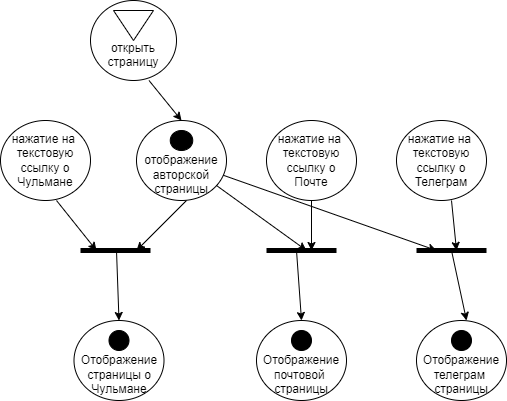 открыть
страницу
нажатие на
текстовую
ссылку о
Чульмане
отображение
авторской
страницы
нажатие на
текстовую
ссылку о
Почте
нажатие на
текстовую
ссылку о
Телеграм
Отображение
страницы о
Чульмане
Отображение
почтовой
страницы
Отображение
телеграм
страницы